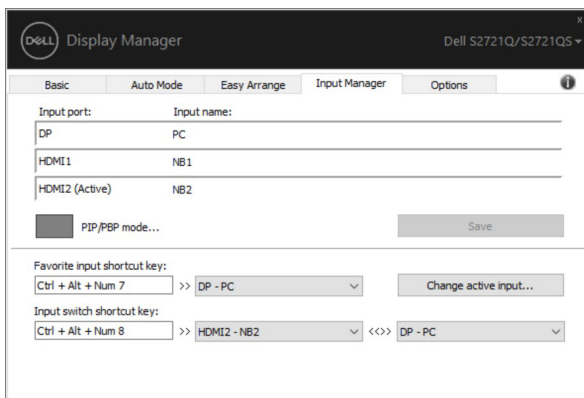 DELL Display Manager
x
Dell S2721Q/S2721QS
Basic Auto Mode Easy Arrange Input Manager Options i
Input port: Input name:
DP PC
HDMI1 NB1
HDMI2 (Active) NB2
PIP/PBP mode... Save
Favorite input shortcut key:
Ctrl + Alt + Num 7 >> DP - PC Change active input...
Input switch shortcut key:
Ctrl + Alt + Num 8 >> HDMI2 - NB2 <<>> DP - PC